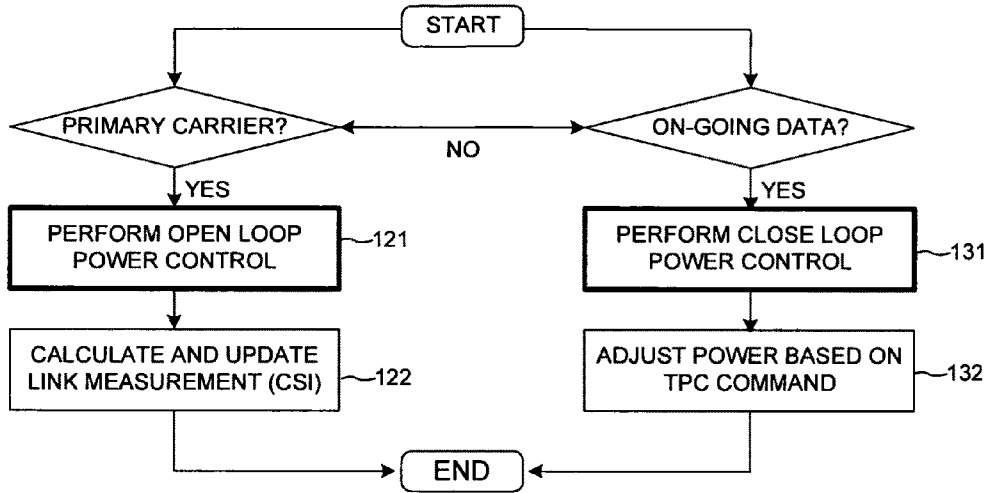 START
PRIMARY CARRIER?
NO
ON-GOING DATA?
YES
YES
PERFORM OPEN LOOP
POWER CONTROL
121
PERFORM CLOSE LOOP
POWER CONTROL
131
CALCULATE AND UPDATE
LINK MEASUREMENT (CSI)
122
ADJUST POWER BASED ON
TPC COMMAND
132
END